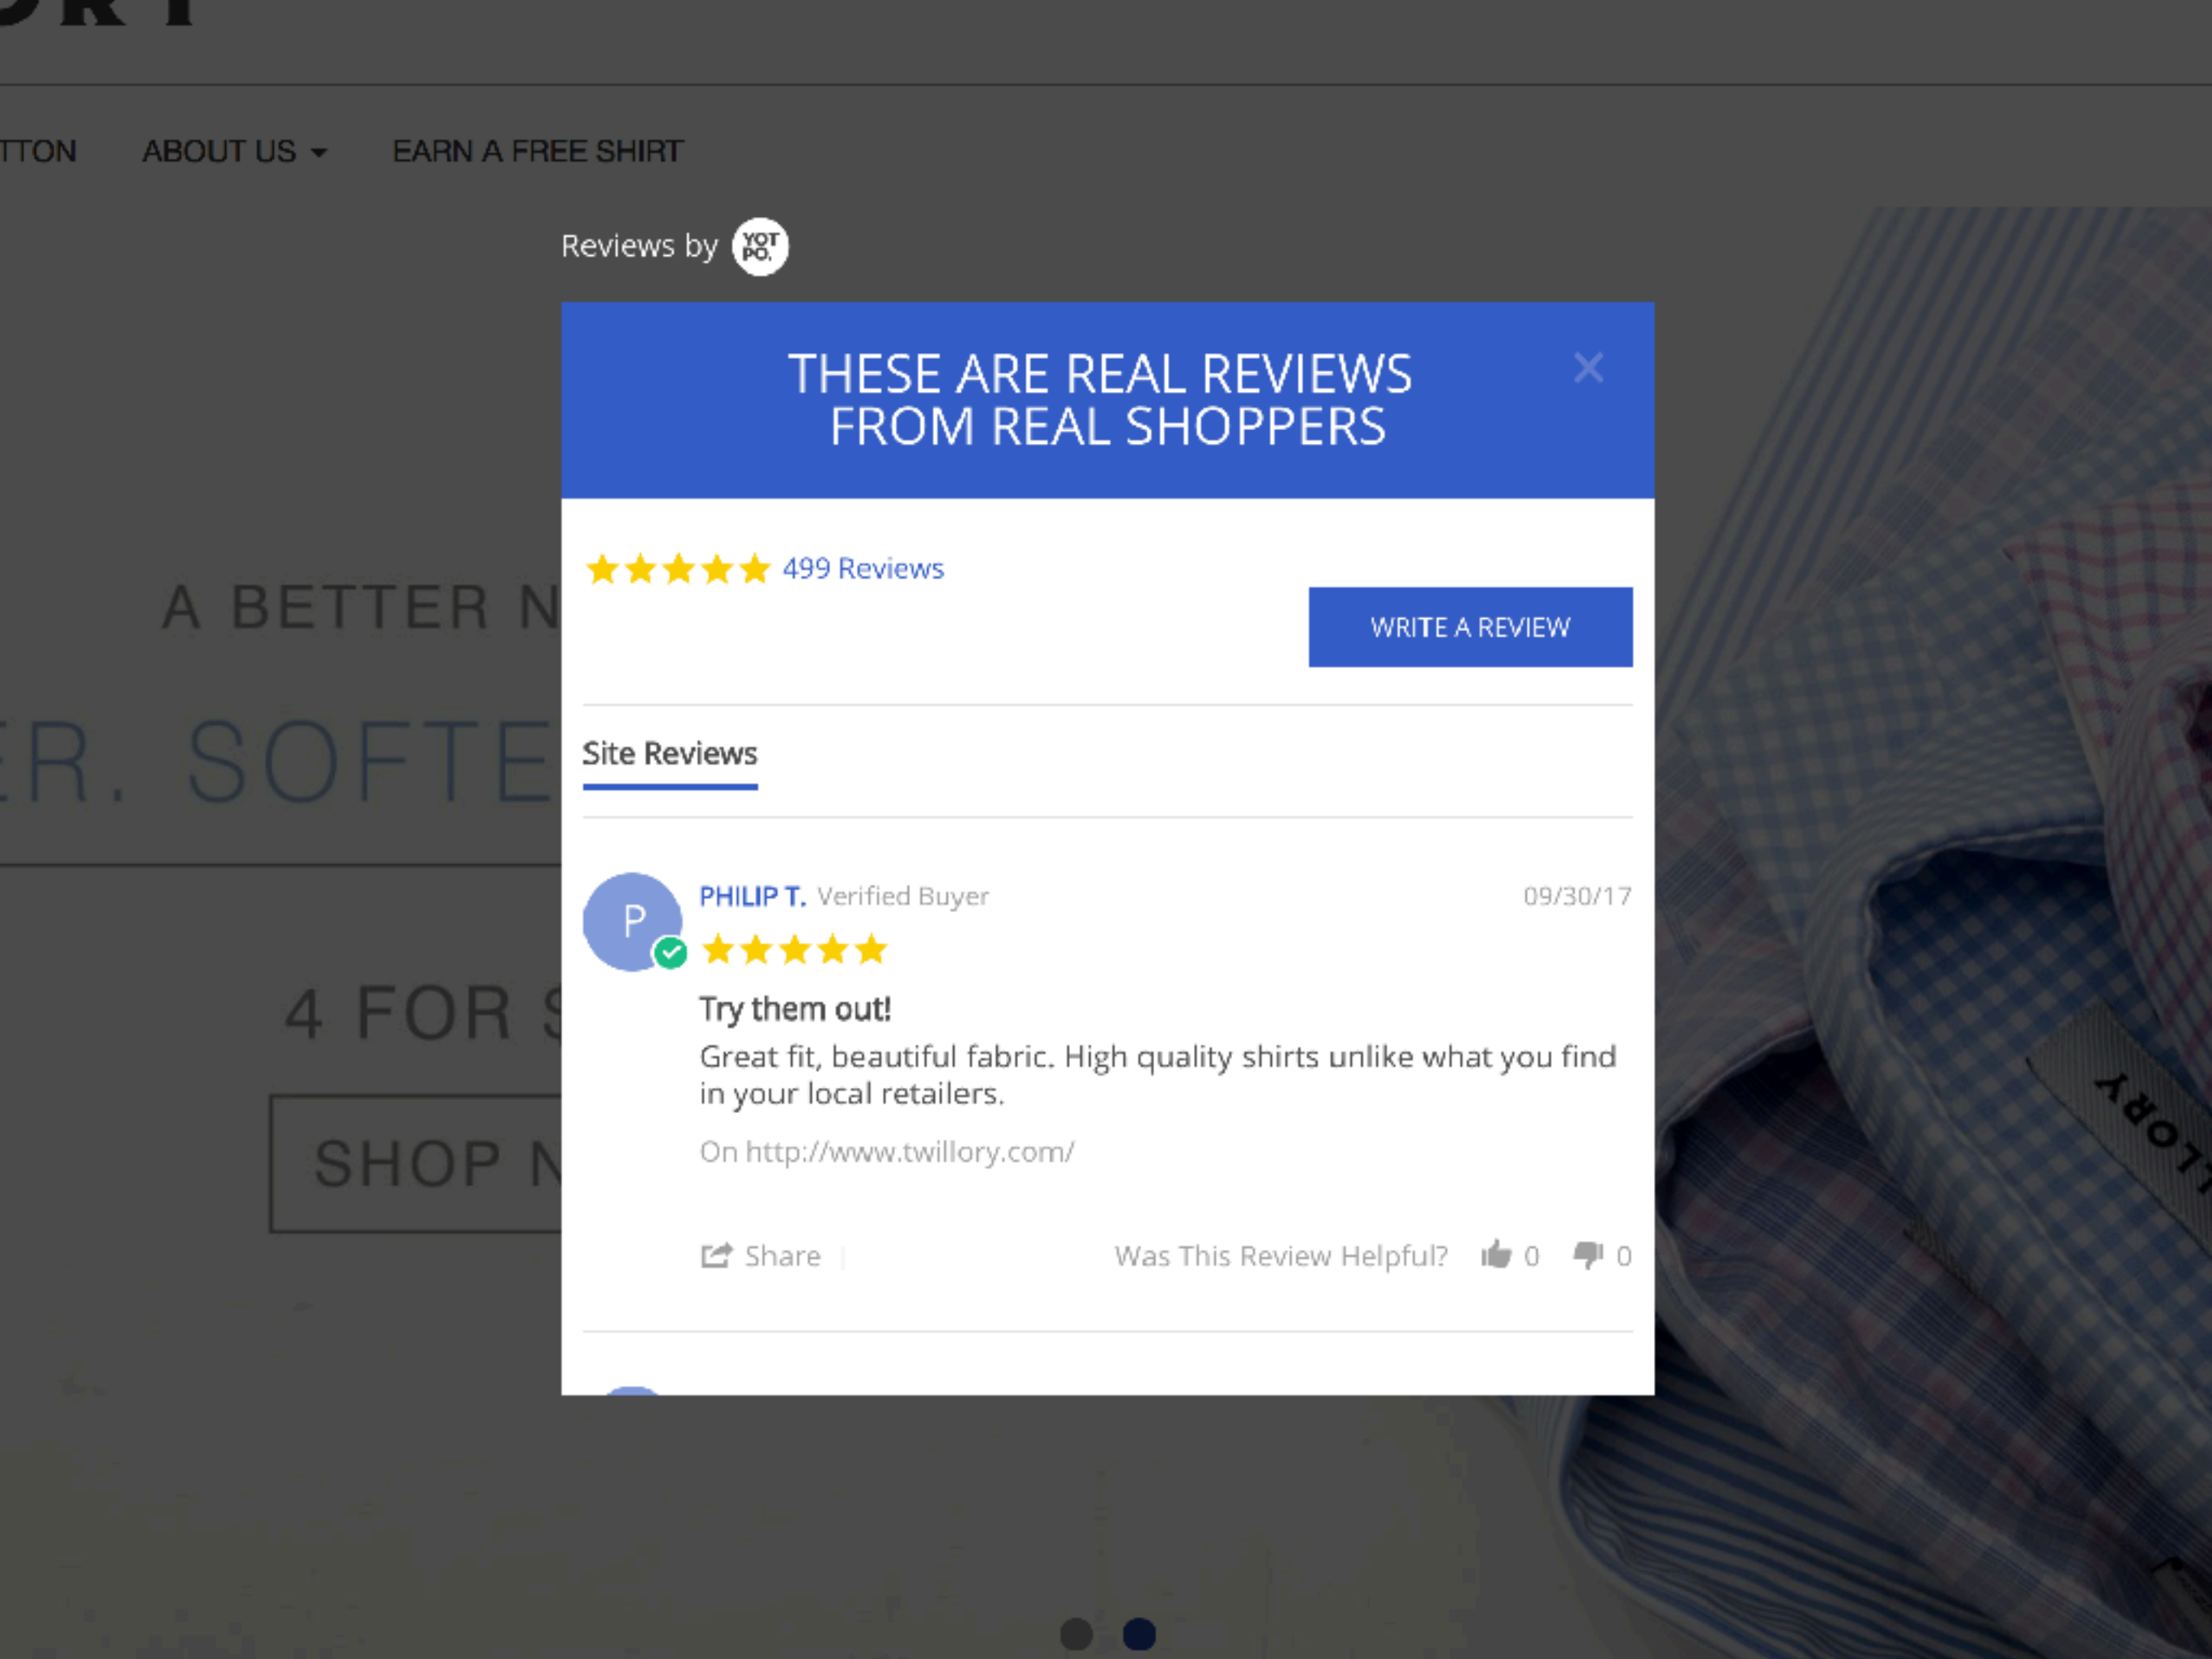 ABOUT US
EARN A FREE SHIRT
Reviews by YOTPO.
THESE ARE REAL REVIEWS
FROM REAL SHOPPERS
499 Reviews
WRITE A REVIEW
A BETTER
SOFTE
Site Reviews
P
PHILIP T. Verified Buyer
09/30/17
Try them out!
Great fit, beautiful fabric. High quality shirts unlike what you find
in your local retailers.
On http://www.twillory.com/
4 FOR $
SHOP N
Share
Was This Review Helpful? 0 0
LLORY